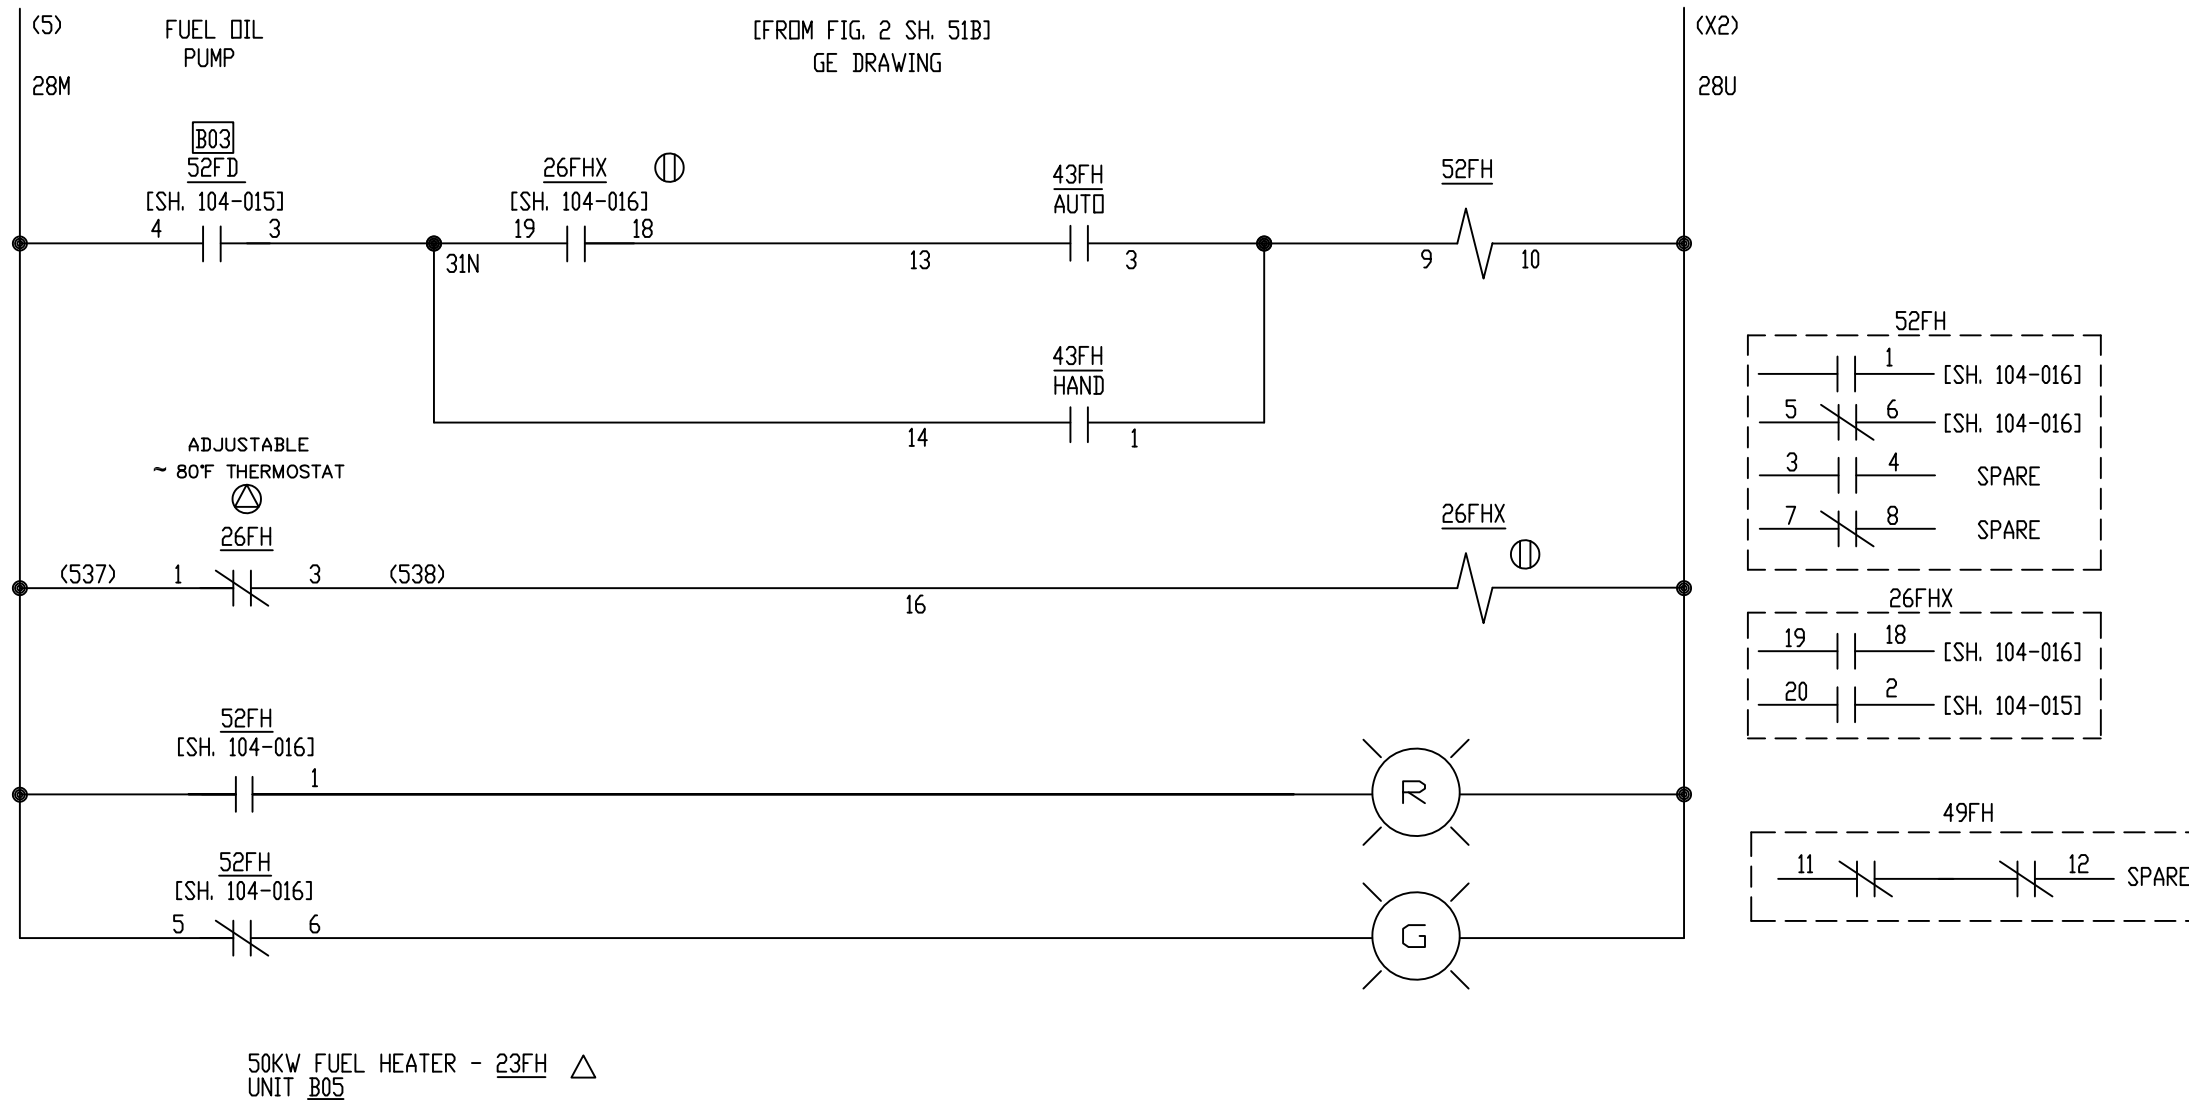 (5)
FUEL OIL
PUMP
[FROM FIG. 2 SH. 51B]
GE DRAWING
(X2)
28M
28U
B03
52FD
[SH. 104-015]
4 3
26FHX
[SH. 104-016]
19 18
31N
13
43FH
AUTO
3
52FH
9 10
43FH
HAND
14 1
ADJUSTABLE
~ 80°F THERMOSTAT
26FH
(537) 1 3 (538)
16
26FHX
52FH
[SH. 104-016]
1
R
52FH
[SH. 104-016]
5 6
G
52FH
1 [SH. 104-016]
5 6 [SH. 104-016]
3 4 SPARE
7 8 SPARE
26FHX
19 18 [SH. 104-016]
20 2 [SH. 104-015]
49FH
11 12 SPARE
50KW FUEL HEATER - 23FH
UNIT B05